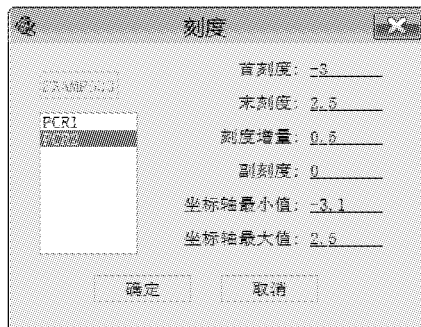 刻度
首刻度: -3
末刻度: 2.5
刻度增量: 0.5
副刻度: 0
坐标轴最小值: -3.1
坐标轴最大值: 2.5
PCR1
PCR2
确定 取消